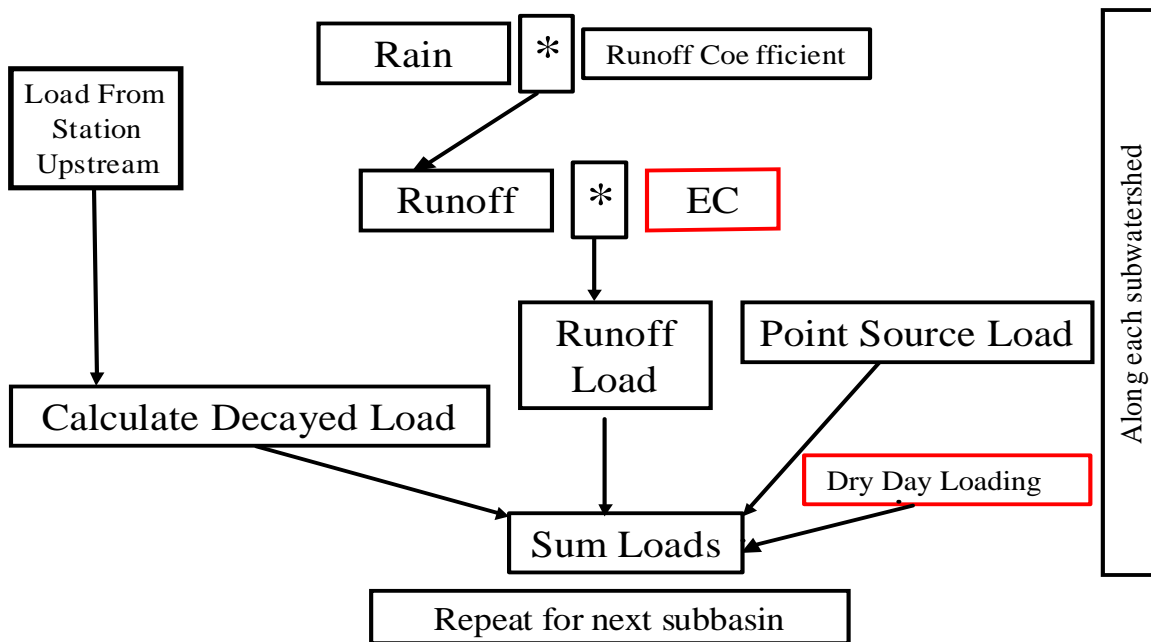 Rain
*
Runoff Coe fficient
Load From
Station
Upstream
Runoff
*
EC
Runoff
Load
Point Source Load
Calculate Decayed Load
Dry Day Loading
Sum Loads
Repeat for next subbasin
Along each subwatershed